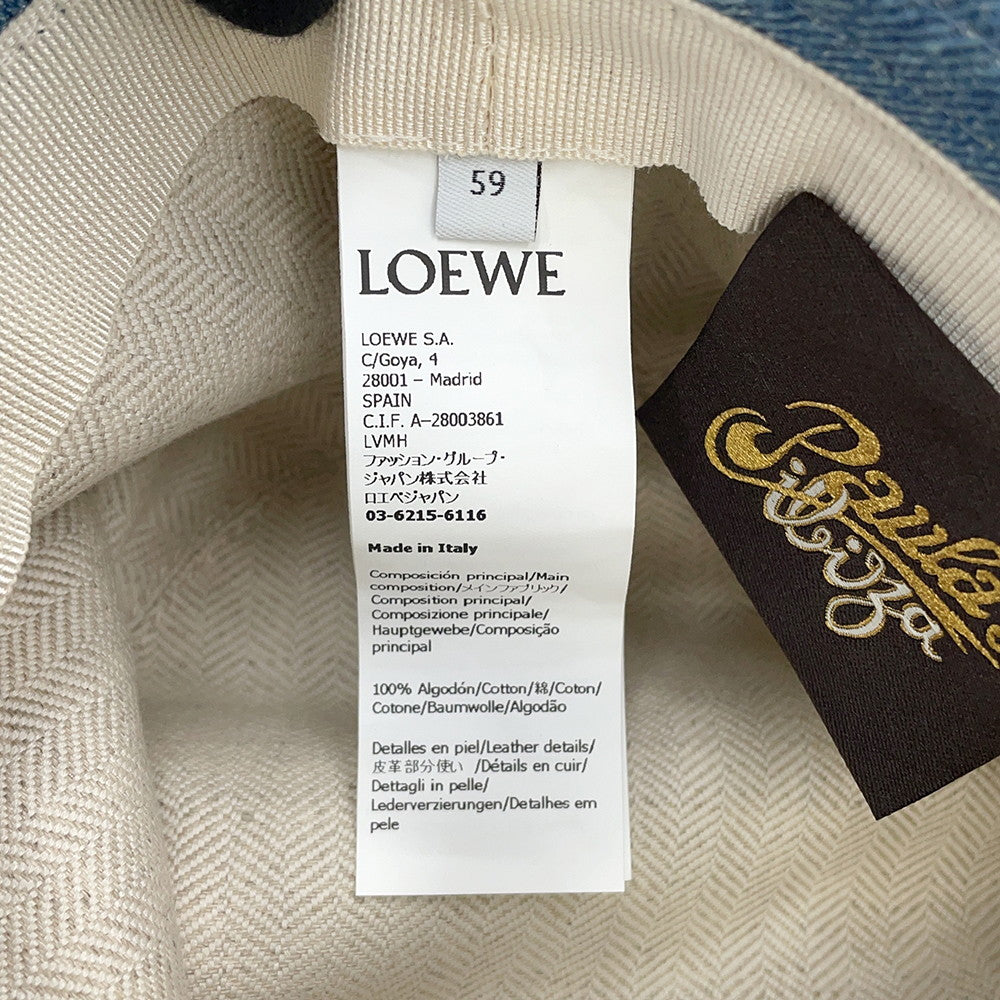 59
LOEWE
LOEWE S.A.
C/Goya, 4
28001 – Madrid
SPAIN
C.I.F. A–28003861
LVMH
ファッション・グループ・
ジャパン株式会社
ロエベジャパン
03-6215-6116
Made in Italy
Composición principal/Main
composition/メインファブリック/
Composition principal/
Composizione principale/
Hauptgewebe/Composição
principal
100% Algodón/Cotton/綿/Coton/
Cotone/Baumwolle/Algodão
Detalles en piel/Leather details/
皮革部分使い /Détails en cuir/
Dettagli in pelle/
Lederverzierungen/Detalhes em
pele
Paula's
ibiza